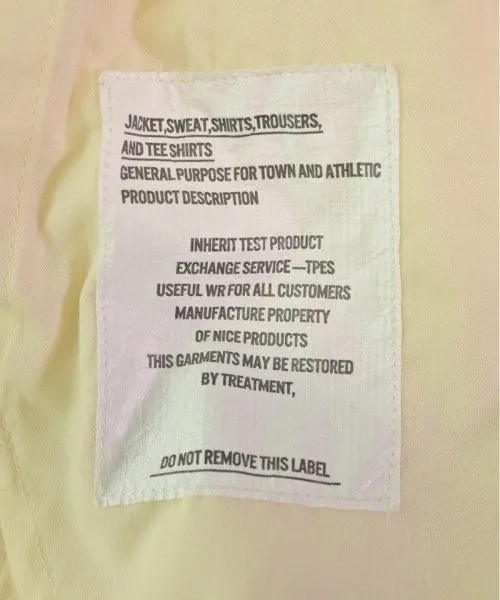 JACKET,SWEAT,SHIRTS,TROUSERS,
AND TEE SHIRTS
GENERAL PURPOSE FOR TOWN AND ATHLETIC
PRODUCT DESCRIPTION
INHERIT TEST PRODUCT
EXCHANGE SERVICE—TPES
USEFUL WR FOR ALL CUSTOMERS
MANUFACTURE PROPERTY
OF NICE PRODUCTS
THIS GARMENTS MAY BE RESTORED
BY TREATMENT,
DO NOT REMOVE THIS LABEL